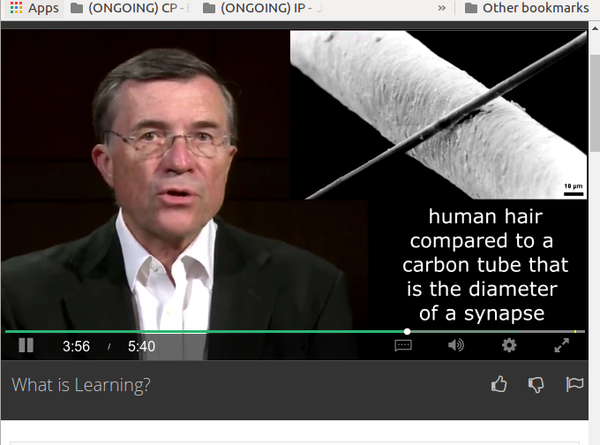 Apps (ONGOING) CP - (ONGOING) IP - » Other bookmarks
10 µm
human hair
compared to a
carbon tube that
is the diameter
of a synapse
3:56 / 5:40
What is Learning?